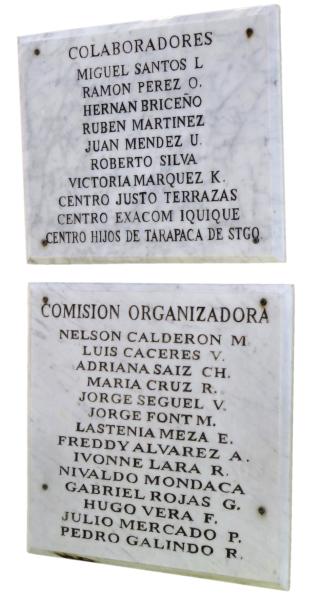 COLABORADORES
MIGUEL SANTOS L
RAMON PEREZ O.
HERNAN BRICEÑO
RUBEN MARTINEZ
JUAN MENDEZ U.
ROBERTO SILVA
VICTORIA MARQUEZ K.
CENTRO JUSTO TERRAZAS
CENTRO EXACOM IQUIQUE
CENTRO HIJOS DE TARAPACA DE STGO
COMISION ORGANIZADORA
NELSON CALDERON M
LUIS CACERES V.
ADRIANA SAIZ CH.
MARIA CRUZ R.
JORGE SEGUEL V.
JORGE FONT M.
LASTENIA MEZA E.
FREDDY ALVAREZ A.
IVONNE LARA R.
NIVALDO MONDACA
GABRIEL ROJAS G.
HUGO VERA F.
JULIO MERCADO P.
PEDRO GALINDO R.